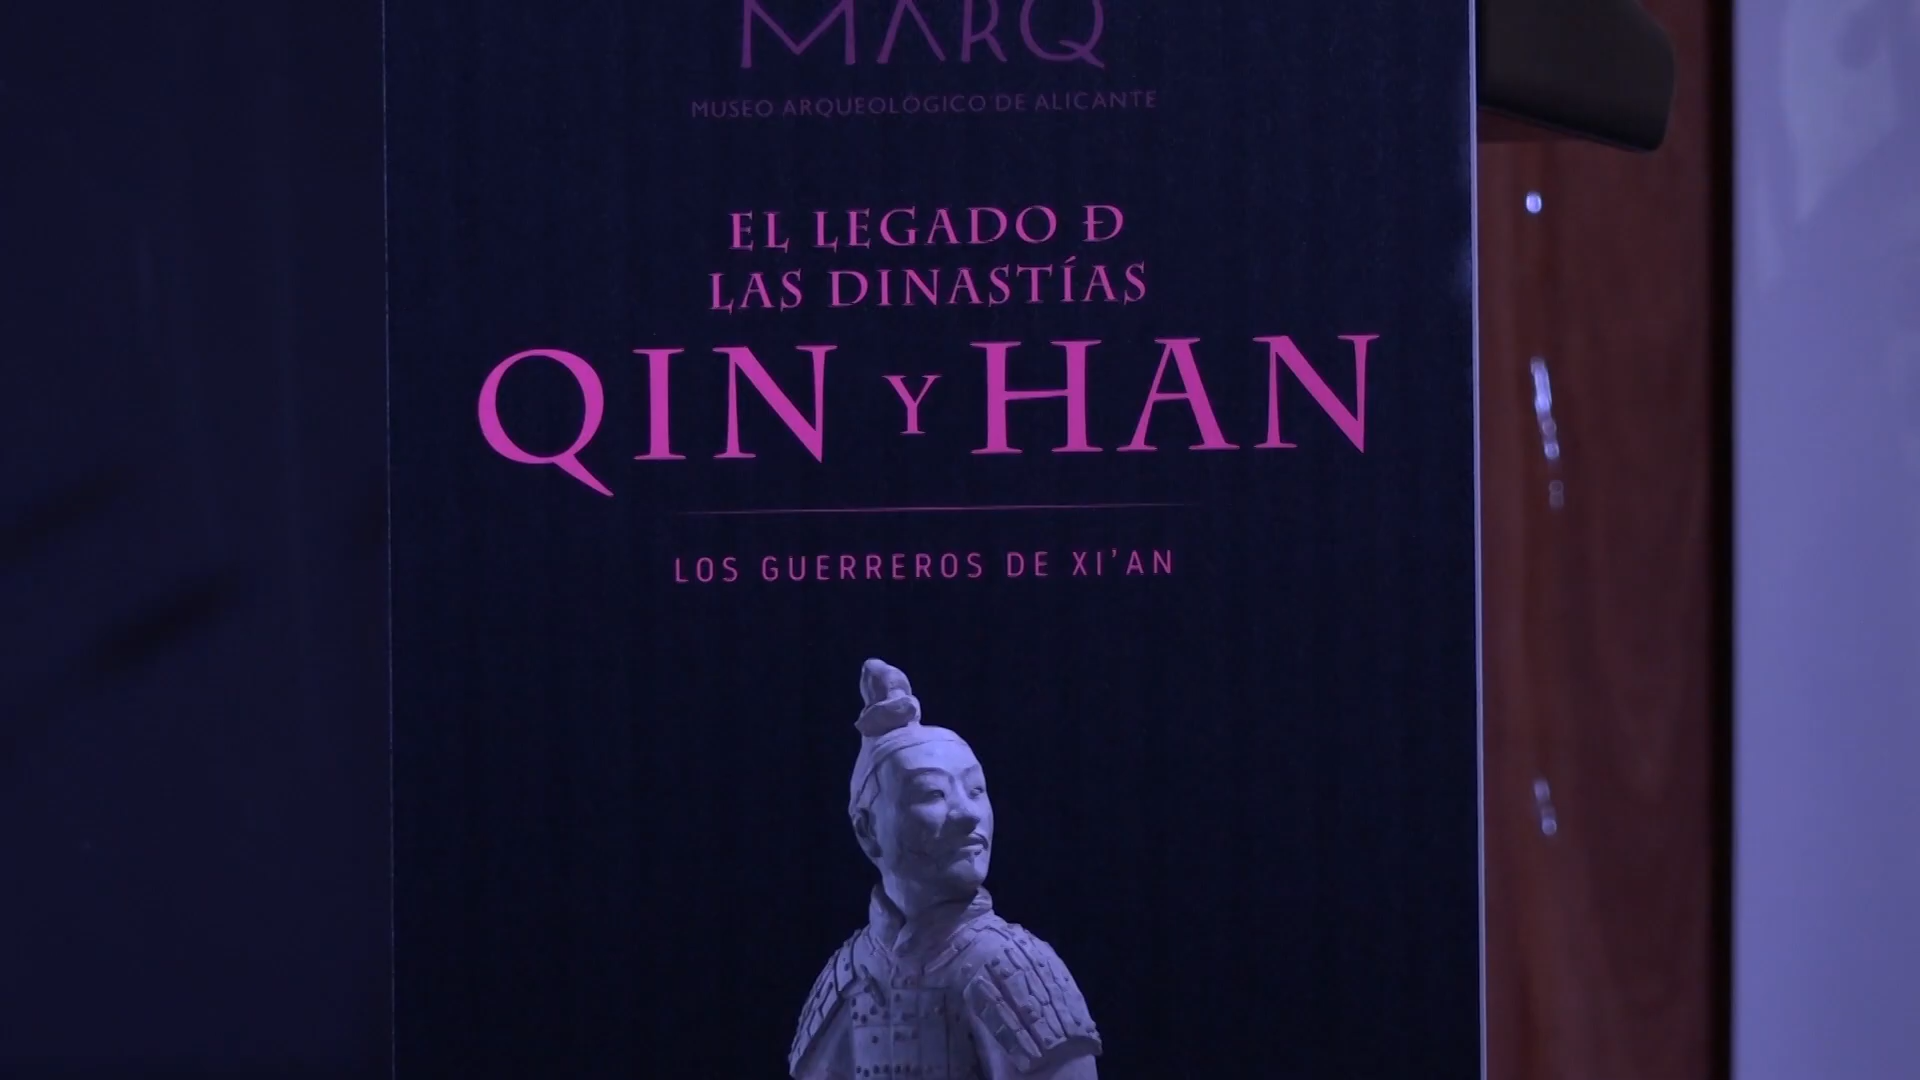 MARQ
MUSEO ARQUEOLÓGICO DE ALICANTE
EL LEGADO Đ
LAS DINASTÍAS
QIN Y HAN
LOS GUERREROS DE XI'AN